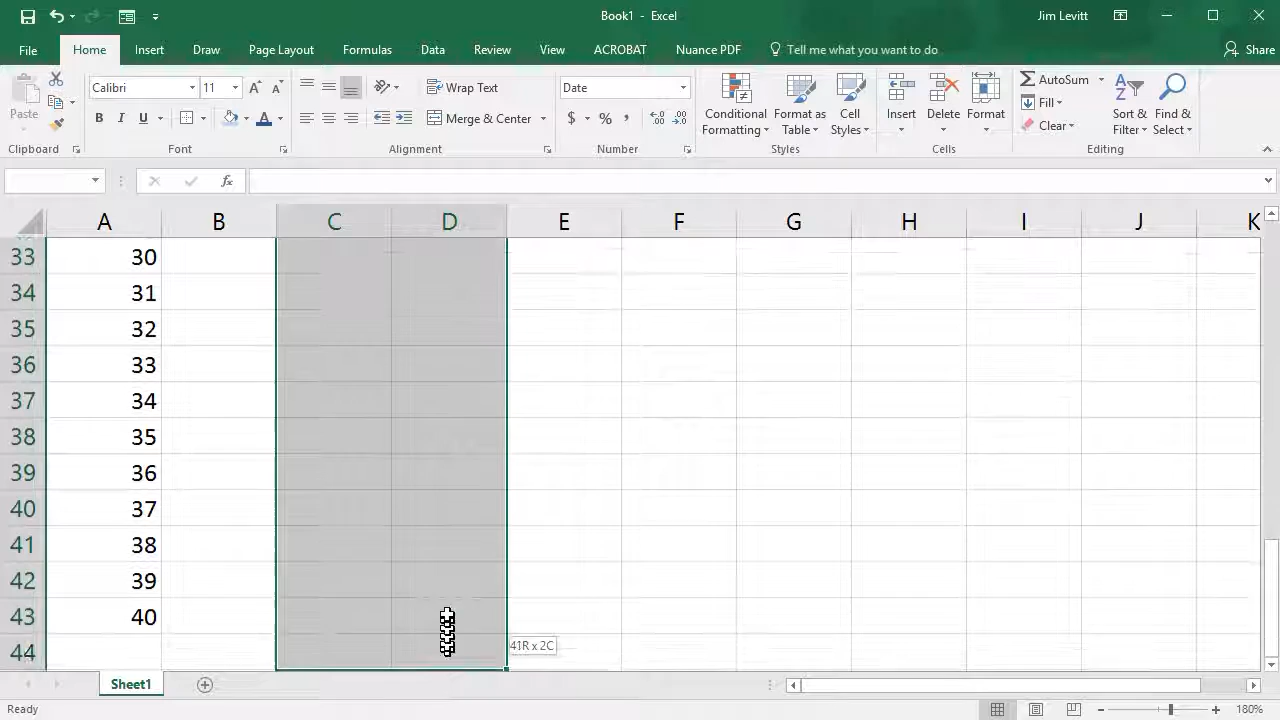 Book1 - Excel
Jim Levitt
File Home Insert Draw Page Layout Formulas Data Review View ACROBAT Nuance PDF Tell me what you want to do Share
Paste
Clipboard
Calibri 11
B I U A
Font
Wrap Text
Merge & Center
Alignment
Date
$ % ,
Number
Conditional Formatting
Format as Table
Cell Styles
Styles
Insert
Delete
Format
Cells
AutoSum
Fill
Clear
Sort & Filter
Find & Select
Editing
fx
A B C D E F G H I J K
33 30
34 31
35 32
36 33
37 34
38 35
39 36
40 37
41 38
42 39
43 40
44
41R x 2C
Sheet1
Ready
180%